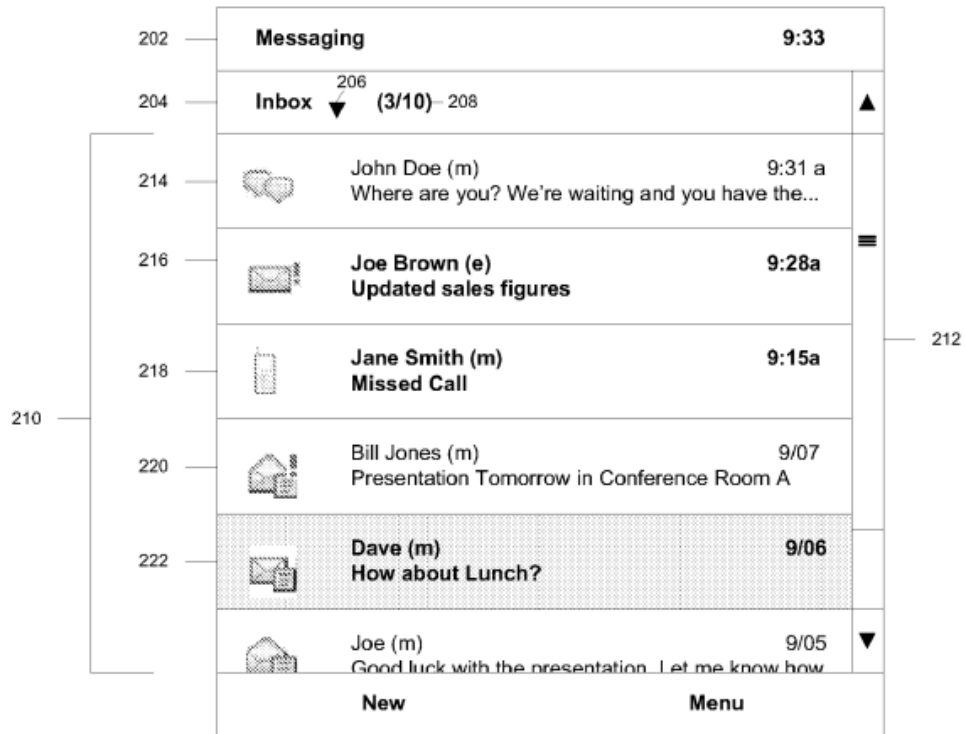 202 Messaging 9:33
206
204 Inbox ▼ (3/10) 208
John Doe (m) 9:31 a
214 Where are you? We're waiting and you have the...
216 Joe Brown (e) 9:28a
Updated sales figures
212
Jane Smith (m) 9:15a
218 Missed Call
210
Bill Jones (m) 9/07
220 Presentation Tomorrow in Conference Room A
Dave (m) 9/06
222 How about Lunch?
Joe (m) 9/05
Good luck with the presentation. Let me know how
New Menu